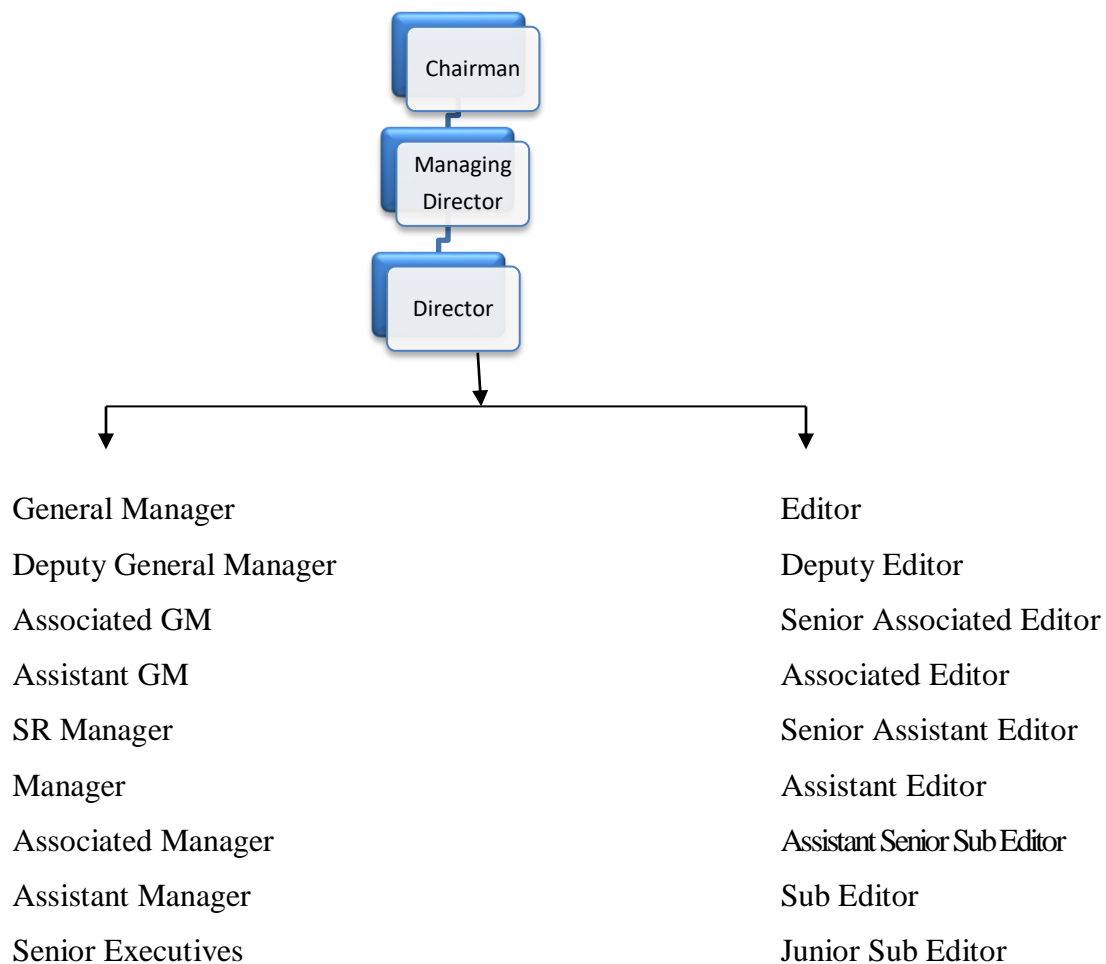 Chairman
Managing
Director
Director
General Manager
Deputy General Manager
Associated GM
Assistant GM
SR Manager
Manager
Associated Manager
Assistant Manager
Senior Executives
Editor
Deputy Editor
Senior Associated Editor
Associated Editor
Senior Assistant Editor
Assistant Editor
Assistant Senior Sub Editor
Sub Editor
Junior Sub Editor